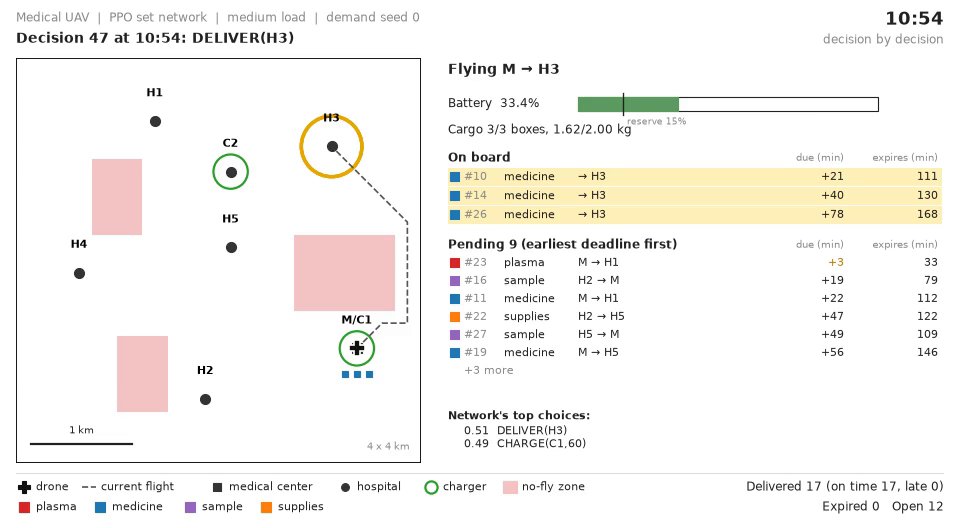 Medical UAV | PPO set network | medium load | demand seed 0
Decision 47 at 10:54: DELIVER(H3)
10:54
decision by decision
H1
C2
H3
H5
H4
M/C1
H2
1 km
4 x 4 km
Flying M → H3
Battery 33.4%
reserve 15%
Cargo 3/3 boxes, 1.62/2.00 kg
On board due (min) expires (min)
#10 medicine → H3 +21 111
#14 medicine → H3 +40 130
#26 medicine → H3 +78 168
Pending 9 (earliest deadline first) due (min) expires (min)
#23 plasma M → H1 +3 33
#16 sample H2 → M +19 79
#11 medicine M → H1 +22 112
#22 supplies H2 → H5 +47 122
#27 sample H5 → M +49 109
#19 medicine M → H5 +56 146
+3 more
Network's top choices:
0.51 DELIVER(H3)
0.49 CHARGE(C1,60)
drone current flight medical center hospital charger no-fly zone
plasma medicine sample supplies
Delivered 17 (on time 17, late 0)
Expired 0 Open 12